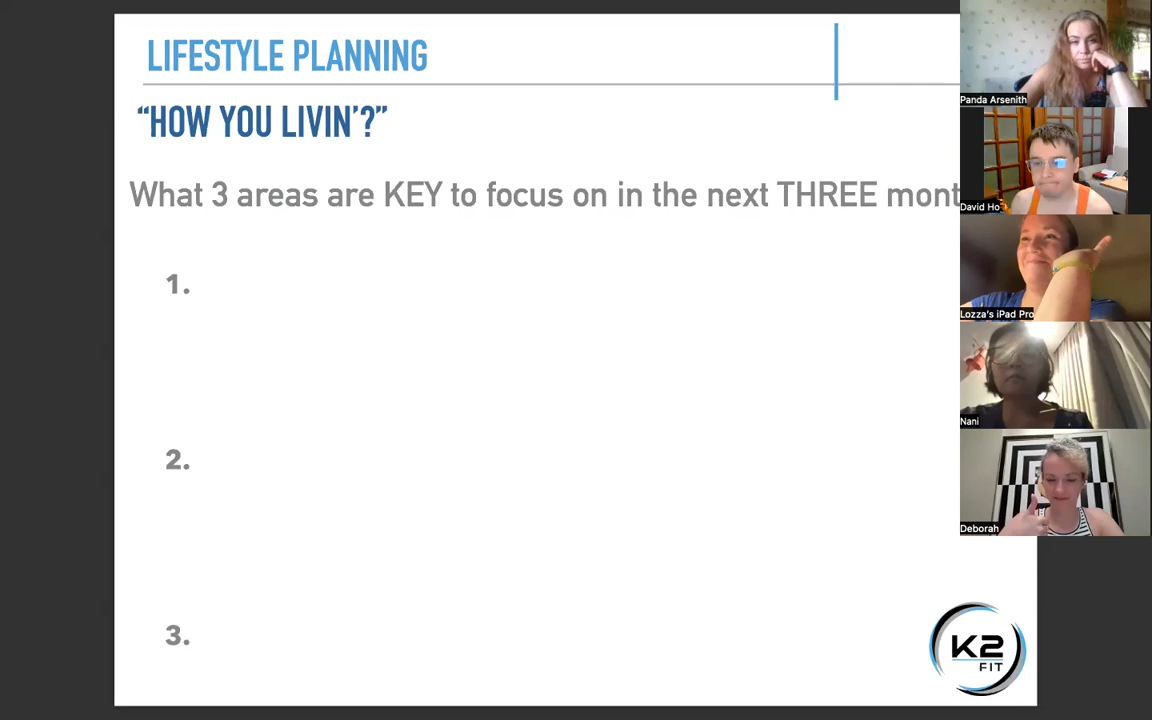 LIFESTYLE PLANNING
“HOW YOU LIVIN’?”
What 3 areas are KEY to focus on in the next THREE mont
1.
2.
3.
K2
FIT
Panda Arsenith
David Ho
Lozza's iPad Pro
Nani
Deborah